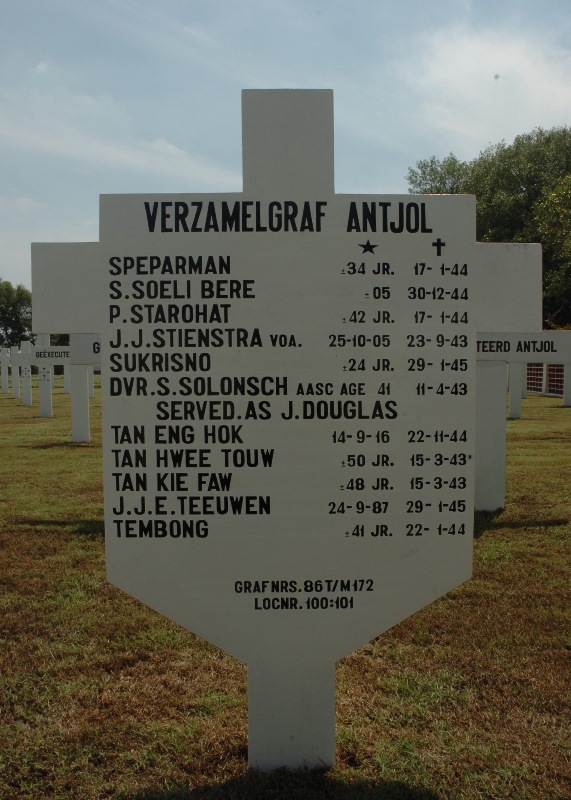 VERZAMELGRAF ANTJOL
★ ✝
SPEPARMAN ±34 JR. 17-1-44
S.SOELI BERE ±05 30-12-44
P.STAROHAT ±42 JR. 17-1-44
J.J.STIENSTRA VOA. 25-10-05 23-9-43
SUKRISNO ±24 JR. 29-1-45
DVR.S.SOLONSCH AASC AGE 41 11-4-43
SERVED.AS J.DOUGLAS
TAN ENG HOK 14-9-16 22-11-44
TAN HWEE TOUW ±50 JR. 15-3-43*
TAN KIE FAW ±48 JR. 15-3-43
J.J.E.TEEUWEN 24-9-87 29-1-45
TEMBONG ±41 JR. 22-1-44
GRAFNRS.86T/M172
LOCNR.100:101
GEËXECUTE
G
TEERD ANTJOL